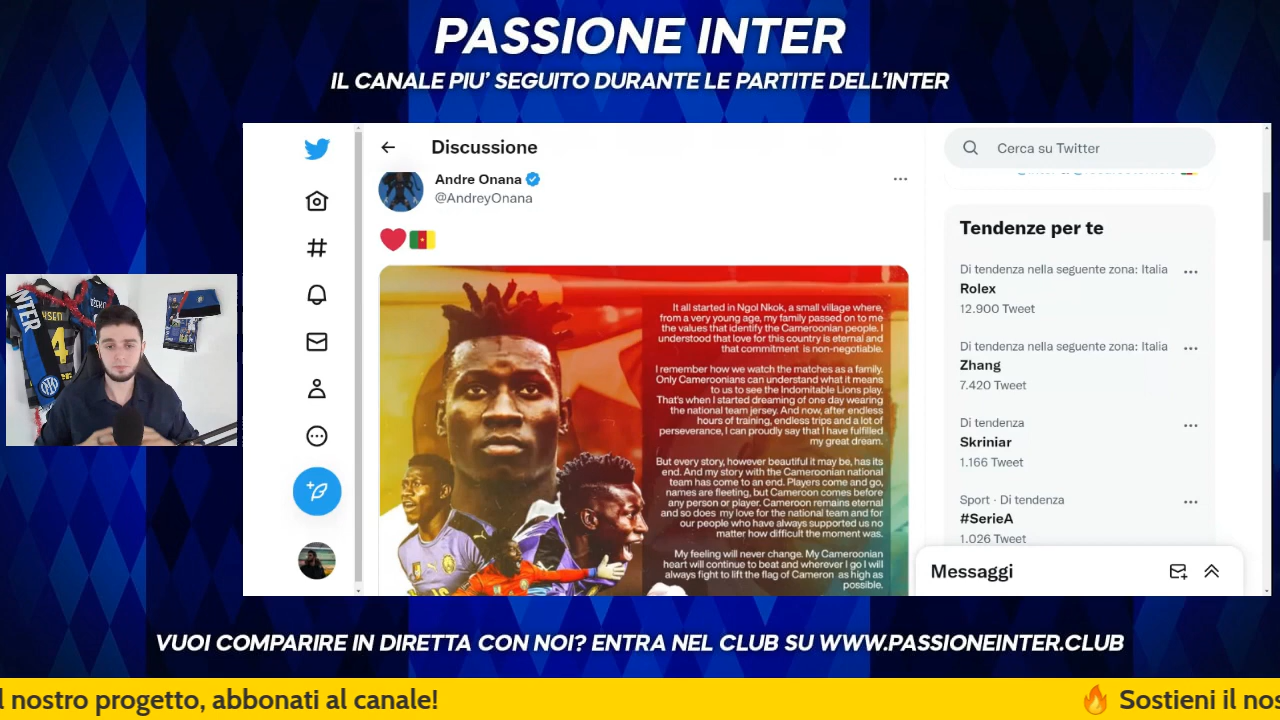 PASSIONE INTER
IL CANALE PIU' SEGUITO DURANTE LE PARTITE DELL'INTER
Discussione
Cerca su Twitter
Andre Onana
@AndreyOnana
It all started in Ngol Nkok, a small village where,
from a very young age, my family passed on to me
the values that identify the Cameroonian people. I
understood that love for this country is eternal and
that commitment is non-negotiable.
I remember how we watch the matches as a family.
Only Cameroonians can understand what it means
to us to see the Indomitable Lions play.
That's when I started dreaming of one day wearing
the national team jersey. And now, after endless
hours of training, endless trips and a lot of
perseverance, I can proudly say that I have fulfilled
my great dream.
But every story, however beautiful it may be, has its
end. And my story with the Cameroonian national
team has come to an end. Players come and go,
names are fleeting, but Cameroon comes before
any person or player. Cameroon remains eternal
and so does my love for the national team and for
our people who have always supported us no
matter how difficult the moment was.
My feeling will never change. My Cameroonian
heart will continue to beat and wherever I go I will
always fight to lift the flag of Cameron as high as
possible.
Tendenze per te
Di tendenza nella seguente zona: Italia
Rolex
12.900 Tweet
Di tendenza nella seguente zona: Italia
Zhang
7.420 Tweet
Di tendenza
Skriniar
1.166 Tweet
Sport · Di tendenza
#SerieA
1.026 Tweet
Messaggi
INTER
4
VUOI COMPARIRE IN DIRETTA CON NOI? ENTRA NEL CLUB SU WWW.PASSIONEINTER.CLUB
l nostro progetto, abbonati al canale!
🔥 Sostieni il nos